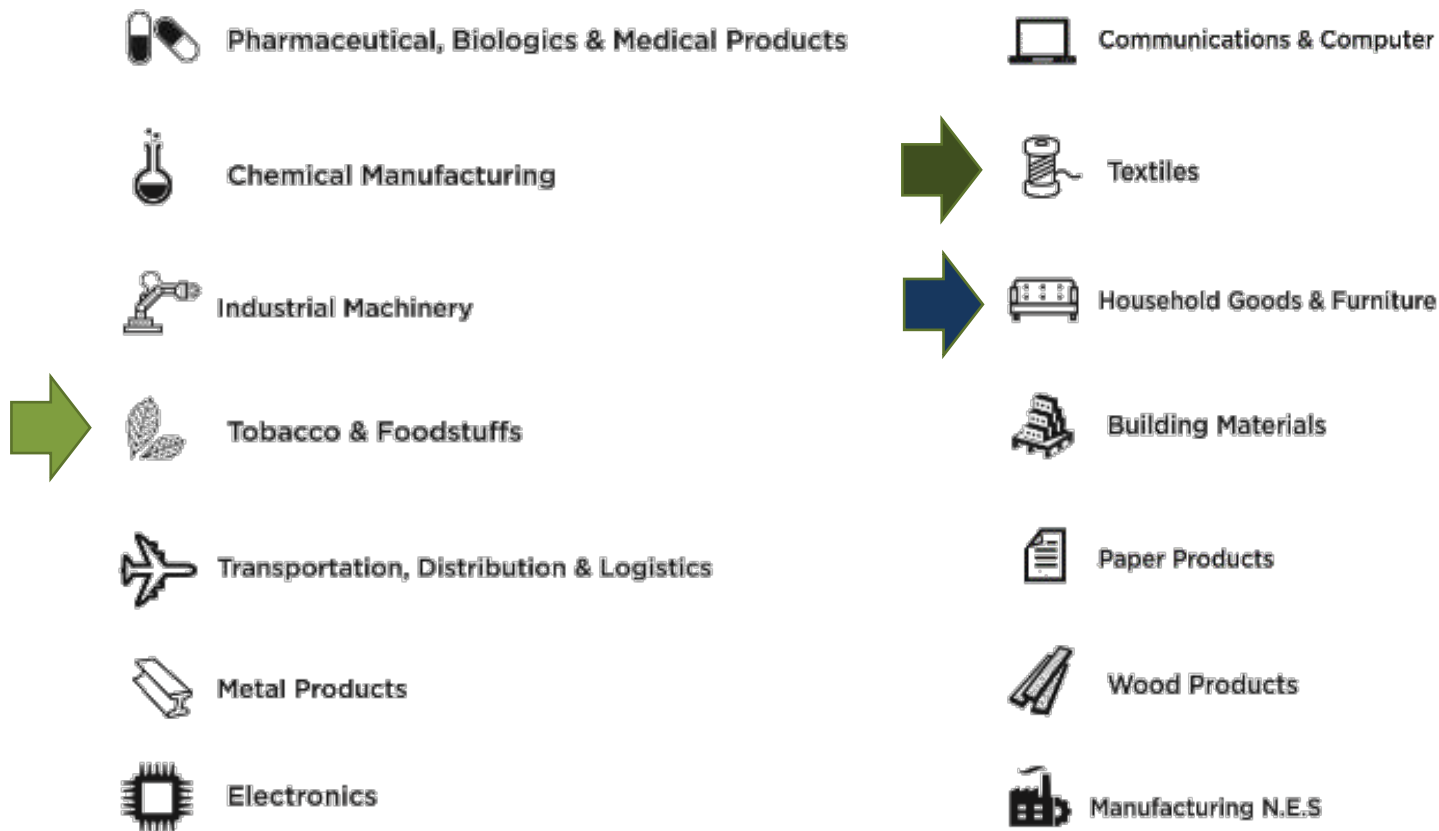 Pharmaceutical, Biologics & Medical Products
Chemical Manufacturing
Industrial Machinery
Tobacco & Foodstuffs
Transportation, Distribution & Logistics
Metal Products
Electronics
Communications & Computer
Textiles
Household Goods & Furniture
Building Materials
Paper Products
Wood Products
Manufacturing N.E.S